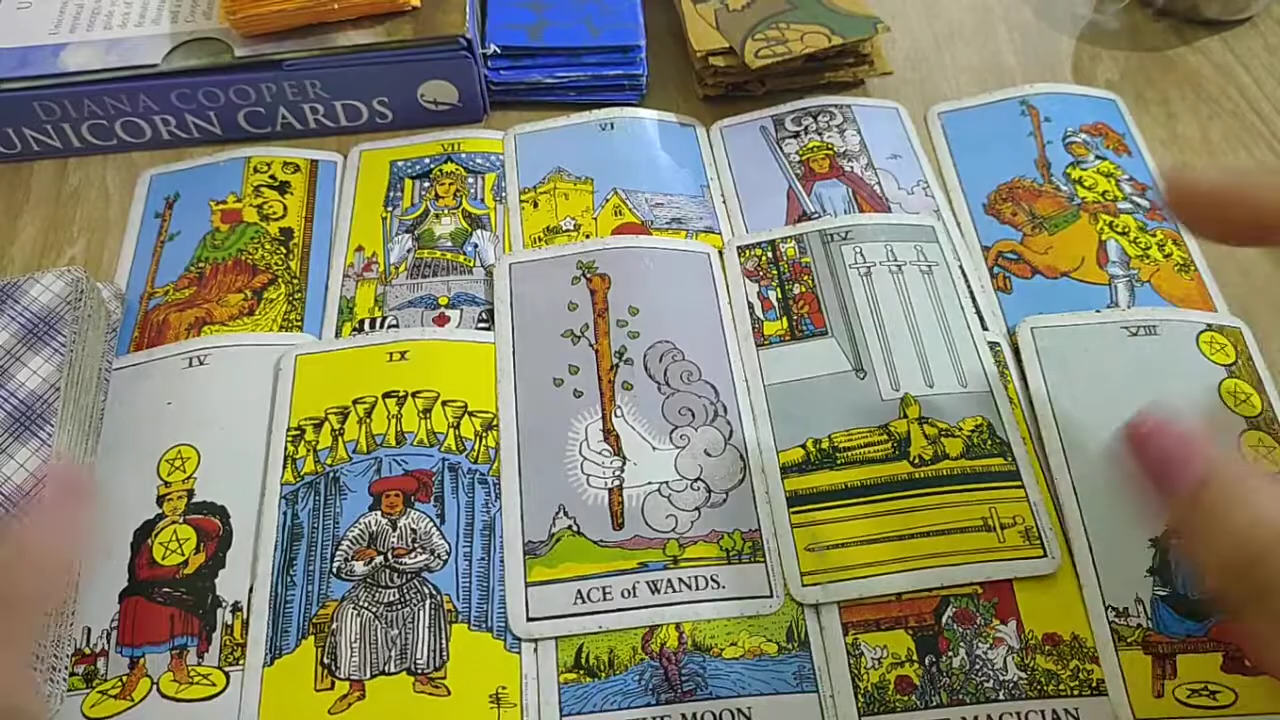 DIANA COOPER
UNICORN CARDS
VII
VI
IV
VIII
IV
IX
ACE of WANDS.
THE MOON
MAGICIAN